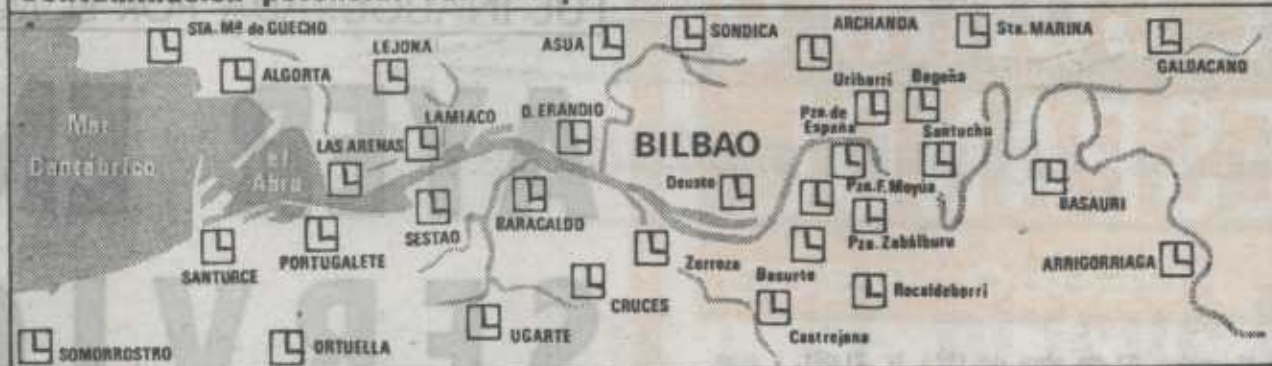 STA. Mª de GUECHO
ALGORTA
LEJONA
ASUA
SONDICA
ARCHANDA
Sta. MARINA
GALDACANO
Uribarri
Begoña
Mar
Cantábrico
el
Abra
LAS ARENAS
LAMIACO
D. ERANDIO
BILBAO
Pza. de
España
Santuchu
Deusto
Pza. F. Moyúa
BASAURI
SANTURCE
PORTUGALETE
SESTAO
BARACALDO
Zorroza
Basurto
Pza. Zabálburu
ARRIGORRIAGA
SOMORROSTRO
ORTUELLA
UGARTE
CRUCES
Castrejana
Recaldeberri